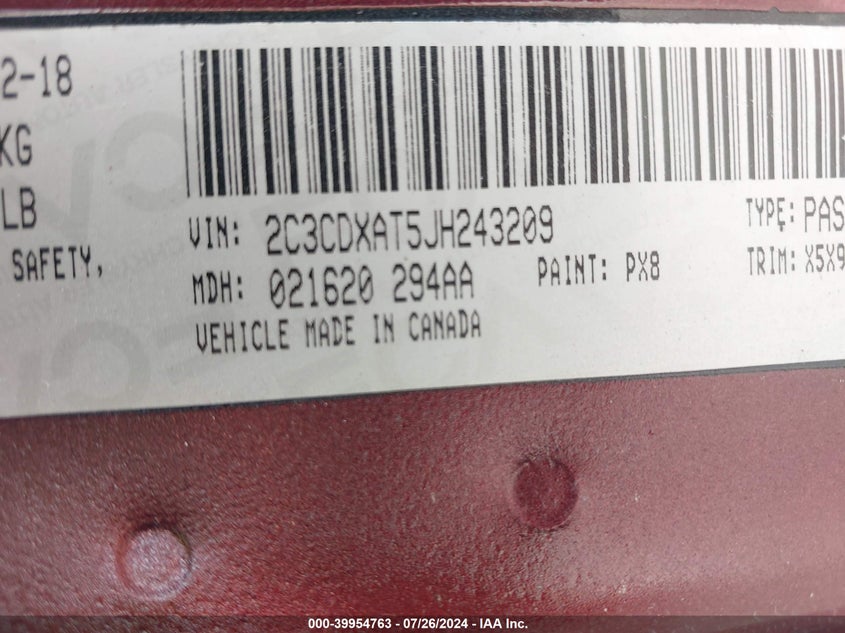 2-18
KG
LB
SAFETY,
VIN: 2C3CDXAT5JH243209
TYPE: PAS
MDH: 021620 294AA
PAINT: PX8
TRIM: X5X9
VEHICLE MADE IN CANADA
000-39954763 - 07/26/2024 - IAA Inc.